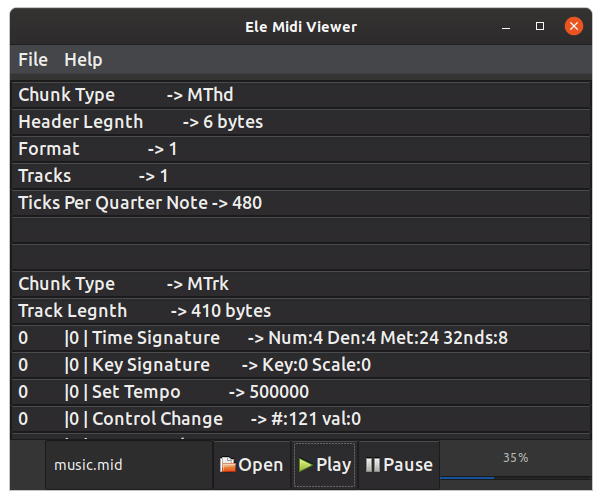 Ele Midi Viewer
File Help
Chunk Type -> MThd
Header Legnth -> 6 bytes
Format -> 1
Tracks -> 1
Ticks Per Quarter Note -> 480
Chunk Type -> MTrk
Track Legnth -> 410 bytes
0 |0 | Time Signature -> Num:4 Den:4 Met:24 32nds:8
0 |0 | Key Signature -> Key:0 Scale:0
0 |0 | Set Tempo -> 500000
0 |0 | Control Change -> #:121 val:0
music.mid Open Play Pause 35%